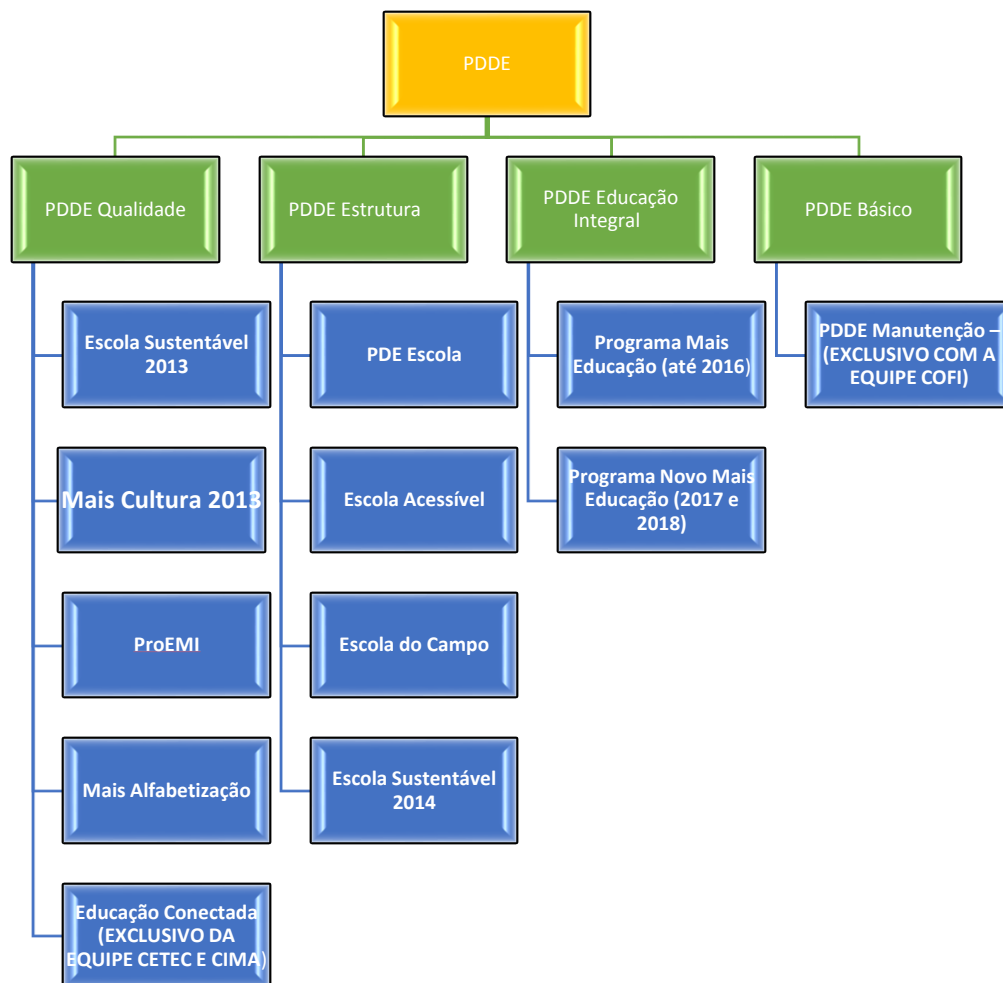 PDDE
PDDE Qualidade
PDDE Estrutura
PDDE Educação
Integral
PDDE Básico
Escola Sustentável
2013
PDE Escola
Programa Mais
Educação (até 2016)
PDDE Manutenção –
(EXCLUSIVO COM A
EQUIPE COFI)
Mais Cultura 2013
Escola Acessível
Programa Novo Mais
Educação (2017 e
2018)
ProEMI
Escola do Campo
Mais Alfabetização
Escola Sustentável
2014
Educação Conectada
(EXCLUSIVO DA
EQUIPE CETEC E CIMA)